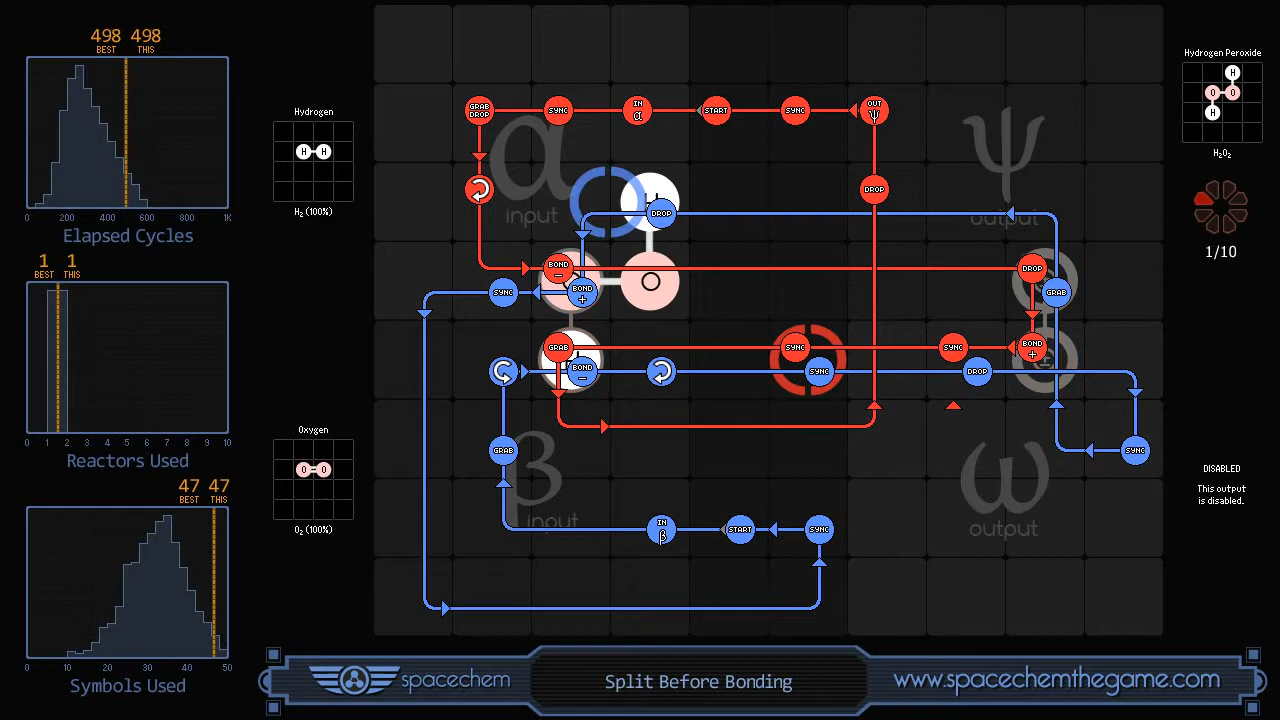 498 498
BEST THIS
0 200 400 600 800 1K
Elapsed Cycles
1 1
BEST THIS
0 1 2 3 4 5 6 7 8 9 10
Reactors Used
47 47
BEST THIS
0 10 20 30 40 50
Symbols Used
Hydrogen
H H
H₂ (100%)
Oxygen
O O
O₂ (100%)
GRAB DROP
SYNC
IN α
START
SYNC
OUT ψ
α
input
DROP
DROP
ψ
output
BOND −
O
DROP
BOND +
SYNC
GRAB
GRAB
SYNC
SYNC
BOND +
BOND −
SYNC
DROP
GRAB
β
input
SYNC
ω
output
IN β
START
SYNC
Hydrogen Peroxide
H
O O
H
H₂O₂
1/10
DISABLED
This output
is disabled.
spacechem
Split Before Bonding
www.spacechemthegame.com